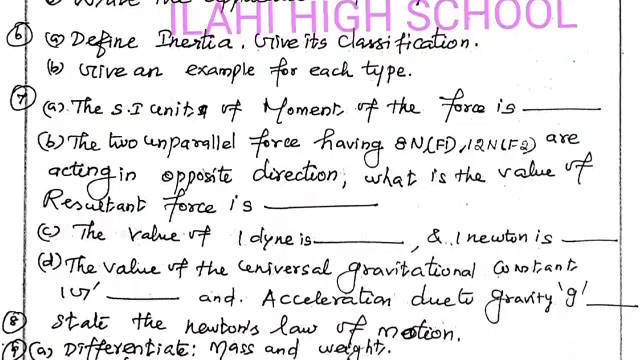 ILAHI HIGH SCHOOL
(6) (a) Define Inertia. Give its classification.
(b) Give an example for each type.
(7) (a) The S.I units of Moment of the force is ________
(b) The two unparallel force having 8N(F1), 12N(F2) are
acting in opposite direction, what is the value of
Resultant force is ________
(c) The value of 1 dyne is ________, & 1 newton is ________
(d) The value of the universal gravitational constant
'G' ________ and Acceleration due to gravity 'g' ________
(8) State the newton's law of motion.
(9) (a) Differentiate: Mass and weight.